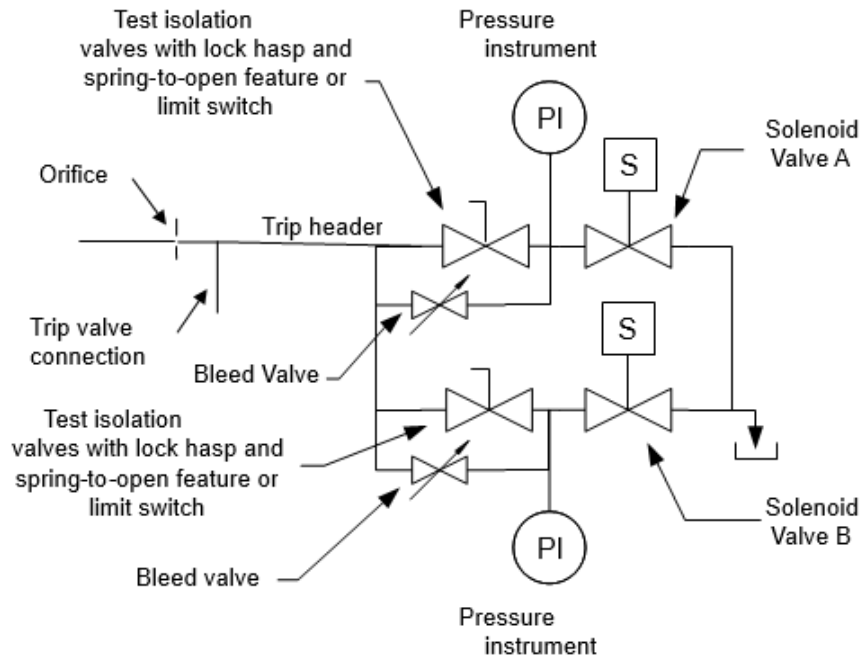 Test isolation
valves with lock hasp and
spring-to-open feature or
limit switch
Pressure
instrument
PI
S
Solenoid
Valve A
Orifice
Trip header
Trip valve
connection
Bleed Valve
S
Test isolation
valves with lock hasp and
spring-to-open feature or
limit switch
Solenoid
Valve B
PI
Bleed valve
Pressure
instrument